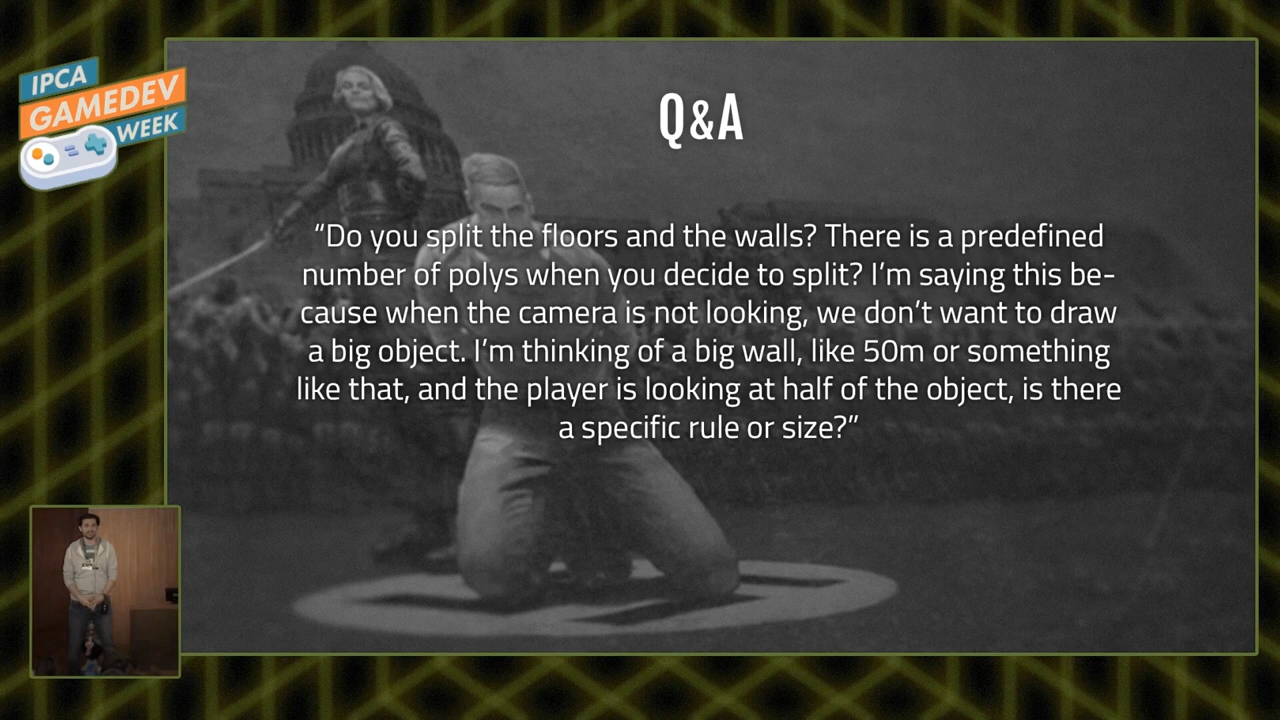 IPCA
GAMEDEV
WEEK
Q&A
“Do you split the floors and the walls? There is a predefined
number of polys when you decide to split? I’m saying this be-
cause when the camera is not looking, we don’t want to draw
a big object. I’m thinking of a big wall, like 50m or something
like that, and the player is looking at half of the object, is there
a specific rule or size?”